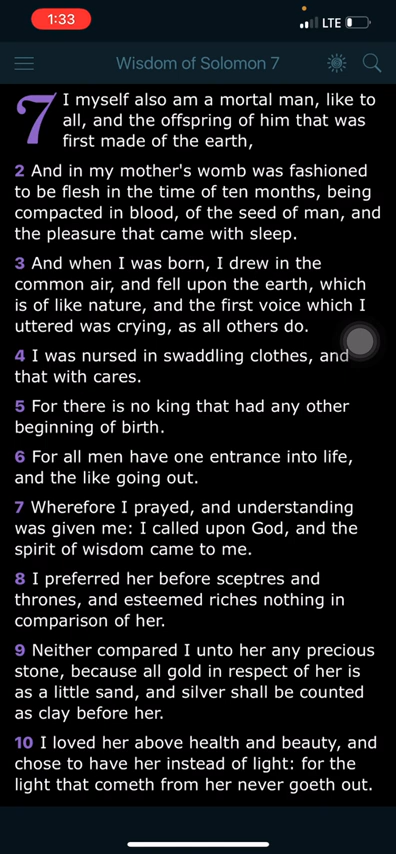 1:33
LTE
Wisdom of Solomon 7
7 I myself also am a mortal man, like to
all, and the offspring of him that was
first made of the earth,
2 And in my mother's womb was fashioned
to be flesh in the time of ten months, being
compacted in blood, of the seed of man, and
the pleasure that came with sleep.
3 And when I was born, I drew in the
common air, and fell upon the earth, which
is of like nature, and the first voice which I
uttered was crying, as all others do.
4 I was nursed in swaddling clothes, and
that with cares.
5 For there is no king that had any other
beginning of birth.
6 For all men have one entrance into life,
and the like going out.
7 Wherefore I prayed, and understanding
was given me: I called upon God, and the
spirit of wisdom came to me.
8 I preferred her before sceptres and
thrones, and esteemed riches nothing in
comparison of her.
9 Neither compared I unto her any precious
stone, because all gold in respect of her is
as a little sand, and silver shall be counted
as clay before her.
10 I loved her above health and beauty, and
chose to have her instead of light: for the
light that cometh from her never goeth out.